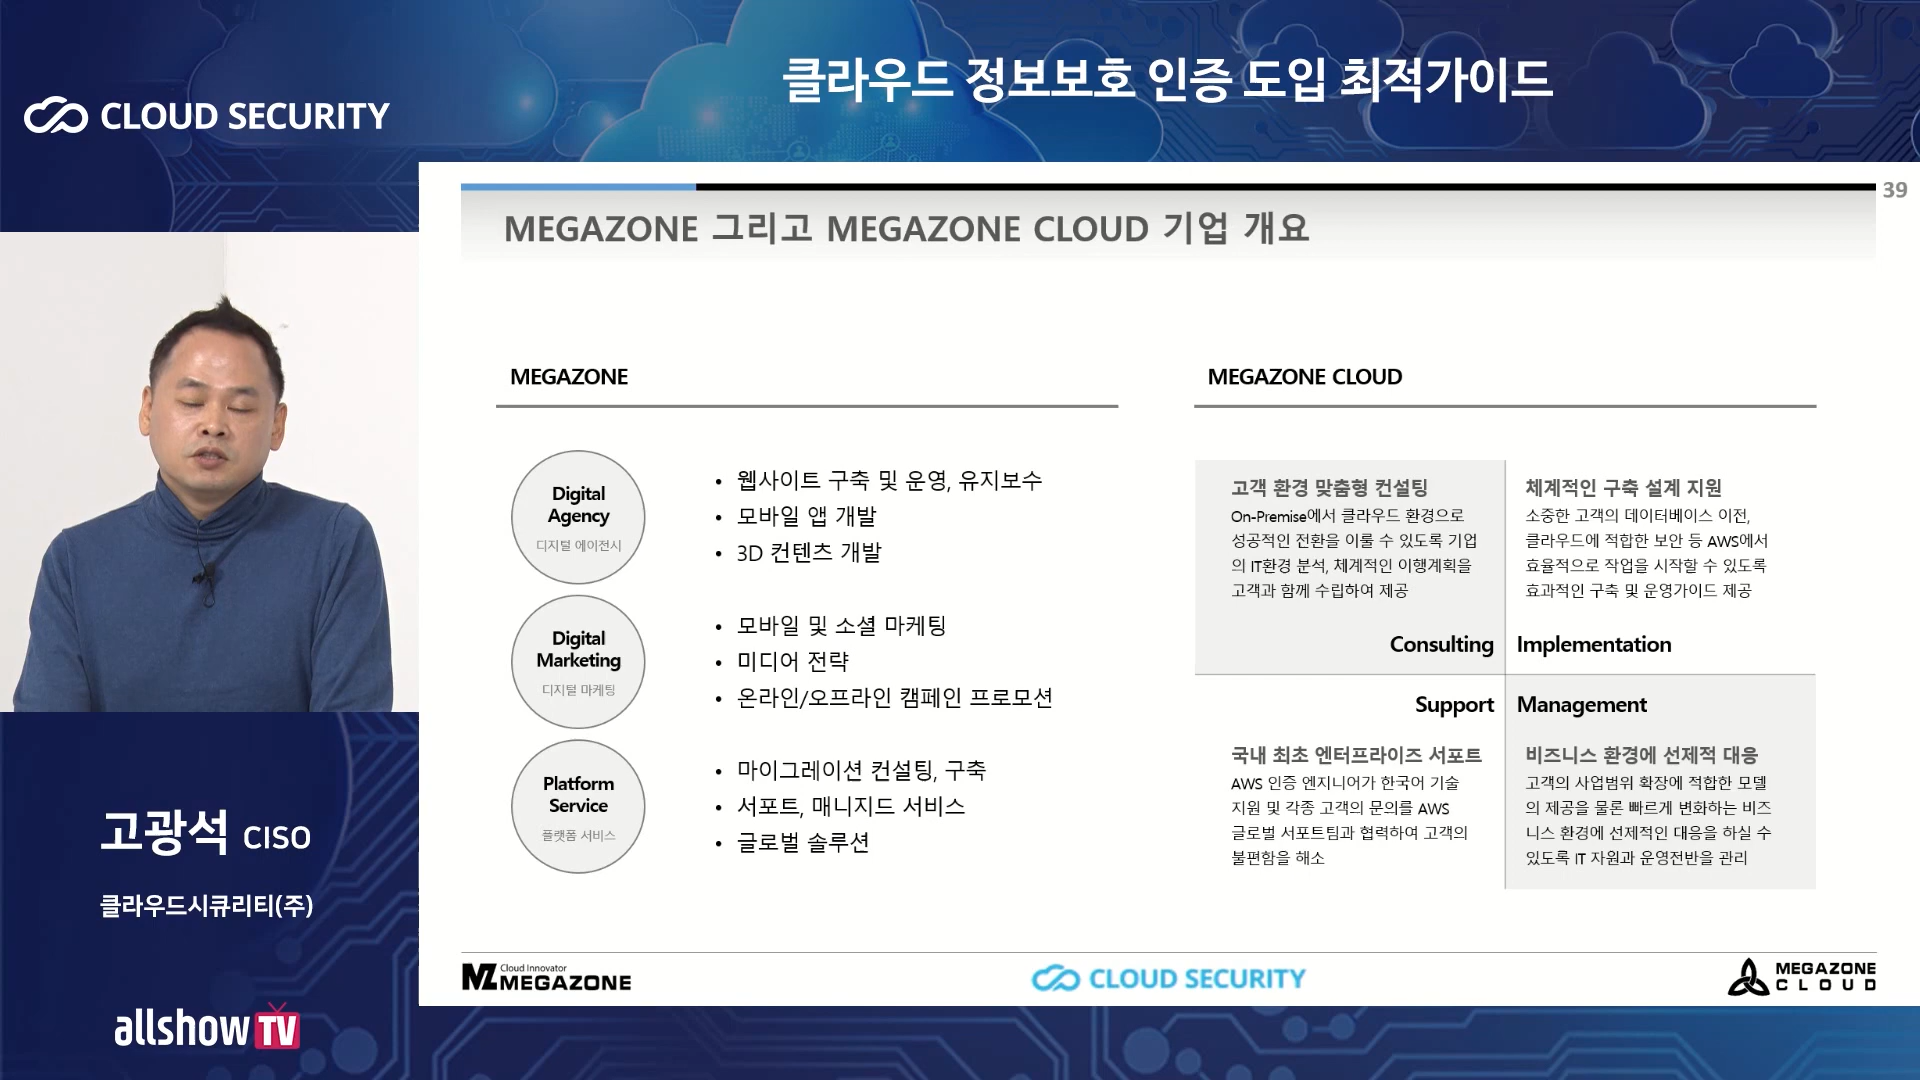 클라우드 정보보호 인증 도입 최적가이드
CLOUD SECURITY
39
MEGAZONE 그리고 MEGAZONE CLOUD 기업 개요
MEGAZONE
Digital
Agency
디지털 에이전시
• 웹사이트 구축 및 운영, 유지보수
• 모바일 앱 개발
• 3D 컨텐츠 개발
Digital
Marketing
디지털 마케팅
• 모바일 및 소셜 마케팅
• 미디어 전략
• 온라인/오프라인 캠페인 프로모션
Platform
Service
플랫폼 서비스
• 마이그레이션 컨설팅, 구축
• 서포트, 매니지드 서비스
• 글로벌 솔루션
MEGAZONE CLOUD
고객 환경 맞춤형 컨설팅
On-Premise에서 클라우드 환경으로
성공적인 전환을 이룰 수 있도록 기업
의 IT환경 분석, 체계적인 이행계획을
고객과 함께 수립하여 제공
Consulting
체계적인 구축 설계 지원
소중한 고객의 데이터베이스 이전,
클라우드에 적합한 보안 등 AWS에서
효율적으로 작업을 시작할 수 있도록
효과적인 구축 및 운영가이드 제공
Implementation
Support
국내 최초 엔터프라이즈 서포트
AWS 인증 엔지니어가 한국어 기술
지원 및 각종 고객의 문의를 AWS
글로벌 서포트팀과 협력하여 고객의
불편함을 해소
Management
비즈니스 환경에 선제적 대응
고객의 사업범위 확장에 적합한 모델
의 제공을 물론 빠르게 변화하는 비즈
니스 환경에 선제적인 대응을 하실 수
있도록 IT 자원과 운영전반을 관리
고광석 CISO
클라우드시큐리티(주)
allshow TV
MZ Cloud Innovator
MEGAZONE
CLOUD SECURITY
MEGAZONE
CLOUD